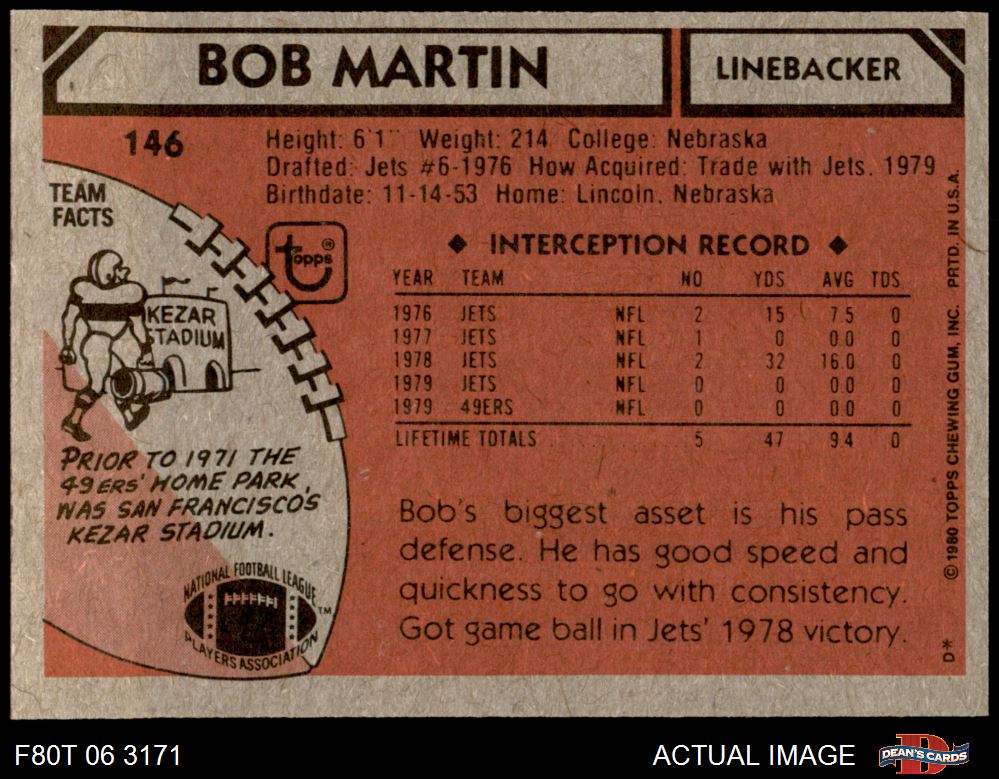 BOB MARTIN
LINEBACKER
146
Height: 6'1" Weight: 214 College: Nebraska
Drafted: Jets #6-1976 How Acquired: Trade with Jets, 1979
Birthdate: 11-14-53 Home: Lincoln, Nebraska
TEAM
FACTS
topps®
KEZAR
STADIUM
PRIOR TO 1971 THE
49ERS' HOME PARK
WAS SAN FRANCISCO'S
KEZAR STADIUM.
NATIONAL FOOTBALL LEAGUE
PLAYERS ASSOCIATION
TM
◆ INTERCEPTION RECORD ◆
YEAR TEAM NO YDS AVG TDS
1976 JETS NFL 2 15 7.5 0
1977 JETS NFL 1 0 0.0 0
1978 JETS NFL 2 32 16.0 0
1979 JETS NFL 0 0 0.0 0
1979 49ERS NFL 0 0 0.0 0
LIFETIME TOTALS 5 47 9.4 0
Bob's biggest asset is his pass
defense. He has good speed and
quickness to go with consistency.
Got game ball in Jets' 1978 victory.
©1980 TOPPS CHEWING GUM, INC. PRTD. IN U.S.A.
D*
F80T 06 3171
ACTUAL IMAGE
DEAN'S CARDS